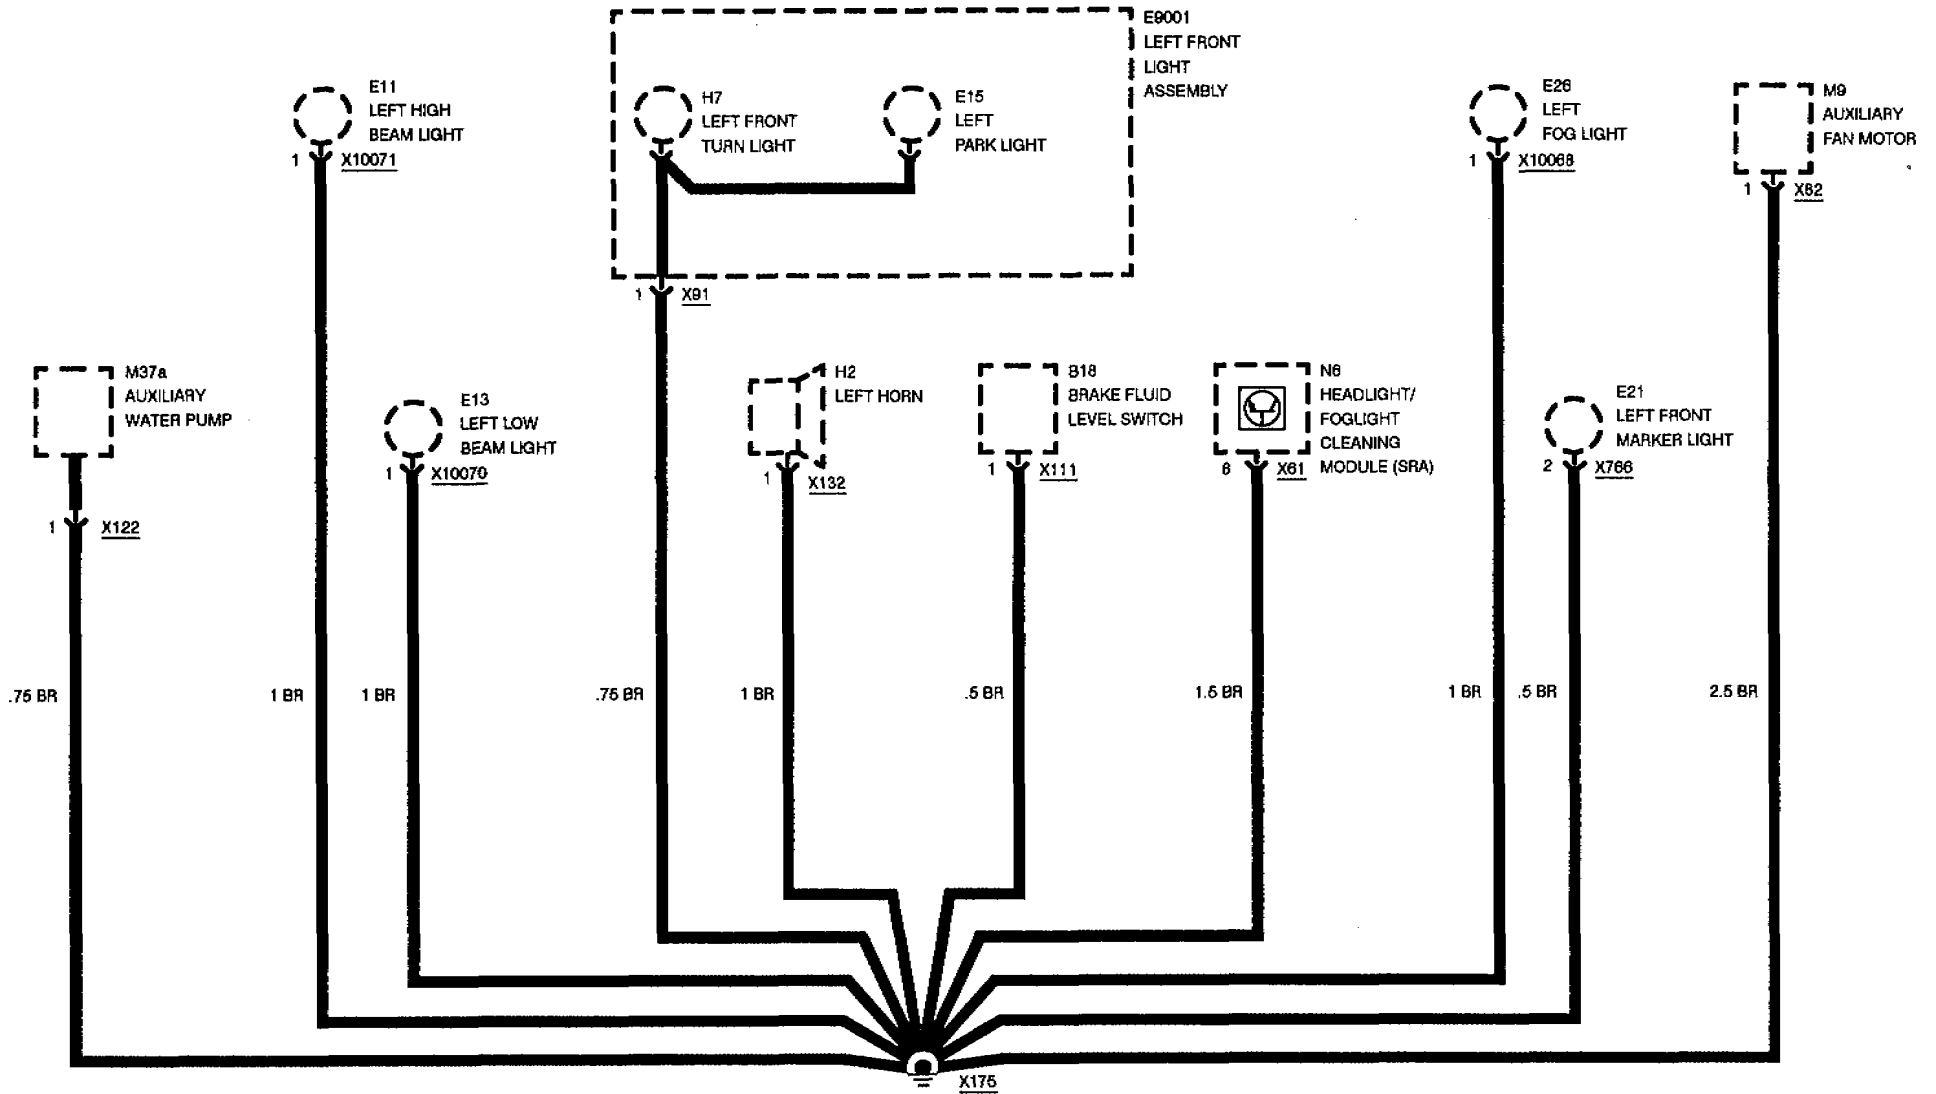 E9001
LEFT FRONT
LIGHT
ASSEMBLY
E11
LEFT HIGH
BEAM LIGHT
1 X10071
H7
LEFT FRONT
TURN LIGHT
E15
LEFT
PARK LIGHT
E26
LEFT
FOG LIGHT
1 X10068
M9
AUXILIARY
FAN MOTOR
1 X62
1 X91
M37a
AUXILIARY
WATER PUMP
1 X122
E13
LEFT LOW
BEAM LIGHT
1 X10070
H2
LEFT HORN
1 X132
B18
BRAKE FLUID
LEVEL SWITCH
1 X111
N6
HEADLIGHT/
FOGLIGHT
CLEANING
MODULE (SRA)
6 X61
E21
LEFT FRONT
MARKER LIGHT
2 X766
.75 BR
1 BR
1 BR
.75 BR
1 BR
.5 BR
1.5 BR
1 BR
.5 BR
2.5 BR
X175